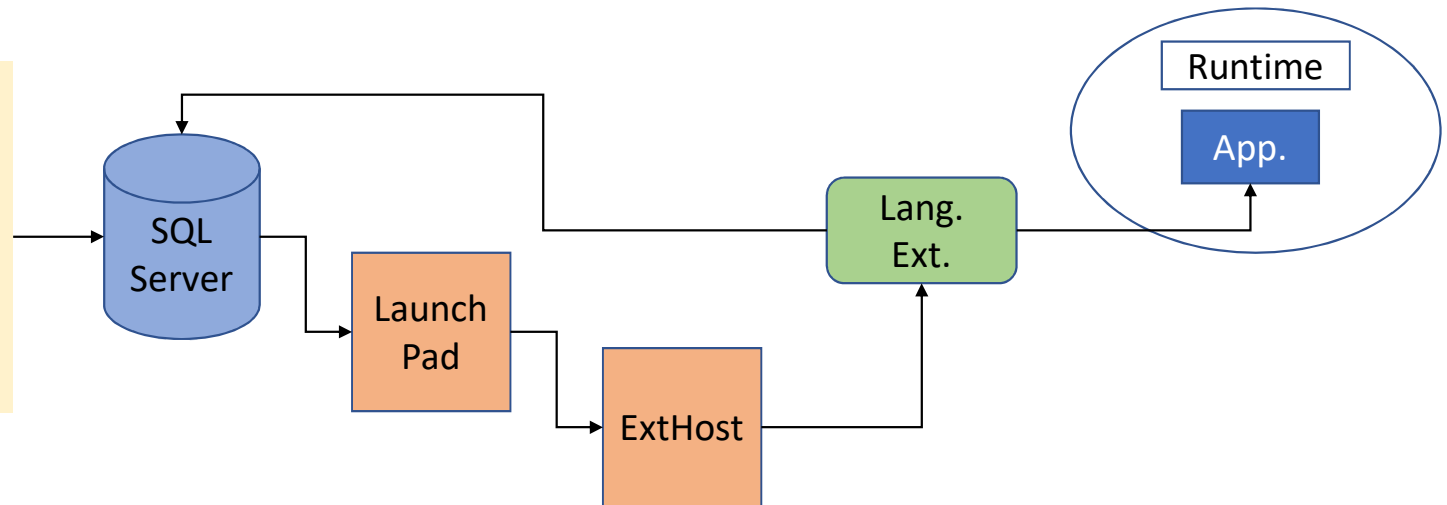 Runtime
App.
SQL
Server
Lang.
Ext.
Launch
Pad
ExtHost